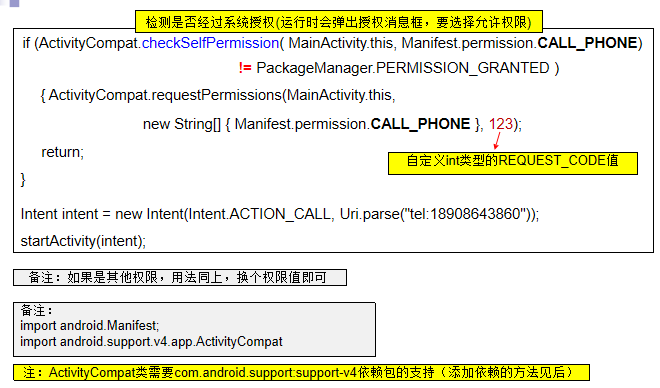 检测是否经过系统授权(运行时会弹出授权消息框，要选择允许权限)
if (ActivityCompat.checkSelfPermission( MainActivity.this, Manifest.permission.CALL_PHONE)
!= PackageManager.PERMISSION_GRANTED )
{ ActivityCompat.requestPermissions(MainActivity.this,
new String[] { Manifest.permission.CALL_PHONE }, 123);
return;
自定义int类型的REQUEST_CODE值
}
Intent intent = new Intent(Intent.ACTION_CALL, Uri.parse("tel:18908643860"));
startActivity(intent);
备注：如果是其他权限，用法同上，换个权限值即可
备注：
import android.Manifest;
import android.support.v4.app.ActivityCompat
注：ActivityCompat类需要com.android.support:support-v4依赖包的支持（添加依赖的方法见后）